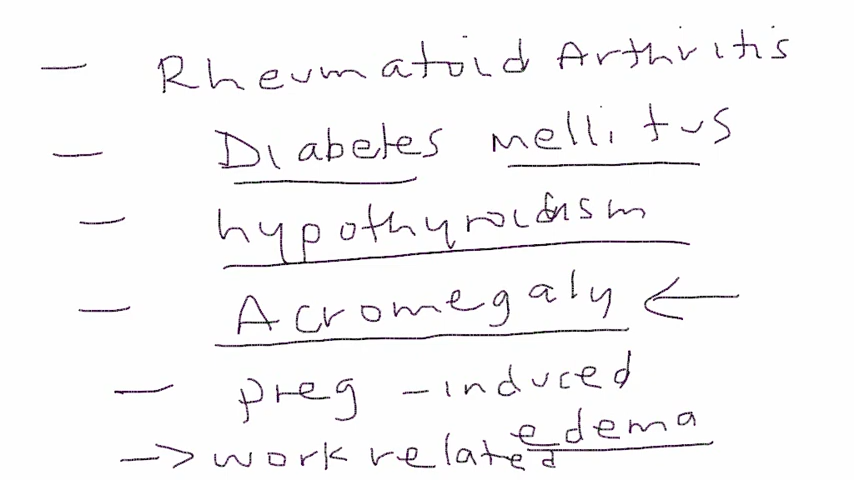 — Rheumatoid Arthritis
— Diabetes mellitus
— hypothyroidism
— Acromegaly ←
— preg-induced edema
→ work related